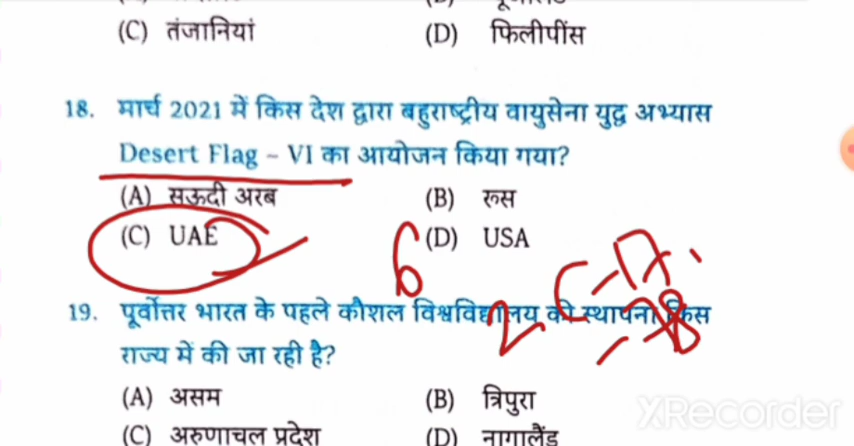 (C) तंजानियां (D) फिलीपींस
18. मार्च 2021 में किस देश द्वारा बहुराष्ट्रीय वायुसेना युद्ध अभ्यास
Desert Flag - VI का आयोजन किया गया?
(A) सऊदी अरब (B) रूस
(C) UAE (D) USA
6
19. पूर्वोत्तर भारत के पहले कौशल विश्वविद्यालय की स्थापना किस
राज्य में की जा रही है?
(A) असम (B) त्रिपुरा
(C) अरुणाचल प्रदेश (D) नागालैंड
XRecorder